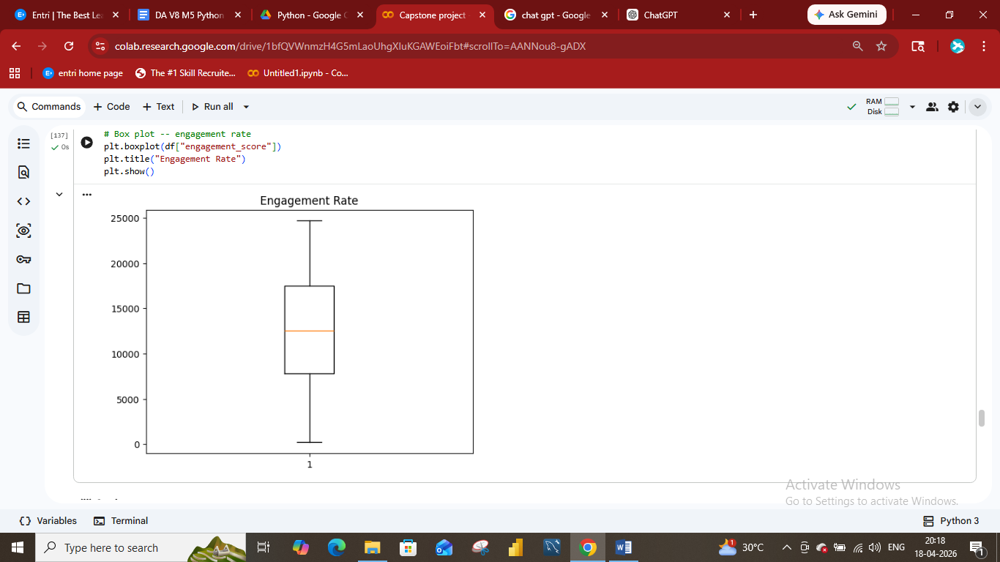 Entri | The Best Le
DA V8 M5 Python
Python - Google C
Capstone project -
chat gpt - Google
ChatGPT
Ask Gemini
colab.research.google.com/drive/1bfQVWnmzH4G5mLaoUhgXluKGAWEoiFbt#scrollTo=AANNou8-gADX
entri home page
The #1 Skill Recruite...
Untitled1.ipynb - Co...
Commands
+ Code
+ Text
Run all
RAM
Disk
[137]
0s
# Box plot -- engagement rate
plt.boxplot(df["engagement_score"])
plt.title("Engagement Rate")
plt.show()
Engagement Rate
25000
20000
15000
10000
5000
0
1
Activate Windows
Go to Settings to activate Windows.
Variables
Terminal
Python 3
Type here to search
30°C
ENG
20:18
18-04-2026